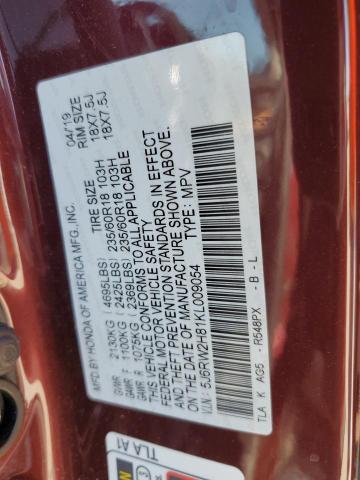 MFD. BY HONDA OF AMERICA MFG.,INC. 04/19
TIRE SIZE RIM SIZE
GVWR 2130KG (4695LBS) 235/60R18 103H 18X7.5J
GAWR F 1100KG (2425LBS) 235/60R18 103H 18X7.5J
GAWR R 1075KG (2369LBS)
THIS VEHICLE CONFORMS TO ALL APPLICABLE
FEDERAL MOTOR VEHICLE SAFETY
AND THEFT PREVENTION STANDARDS IN EFFECT
ON THE DATE OF MANUFACTURE SHOWN ABOVE.
V.I.N.: 5J6RW2H81KL009054 TYPE: MPV
TLA K AG5 - R548PX - B - L
TLA A1